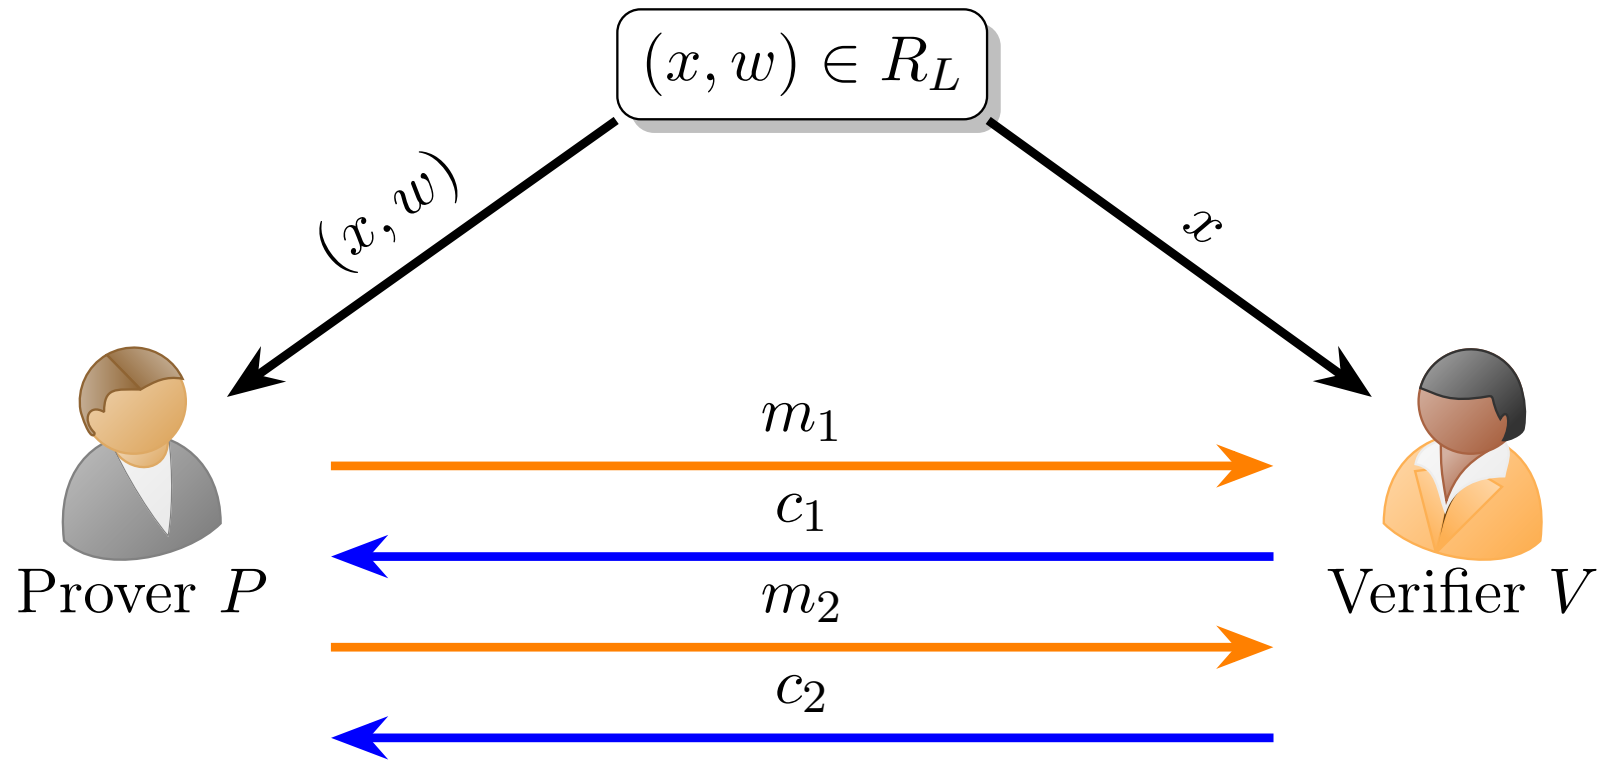 (x, w) ∈ R_L
(x, w)
x
m_1
c_1
m_2
c_2
Prover P
Verifier V